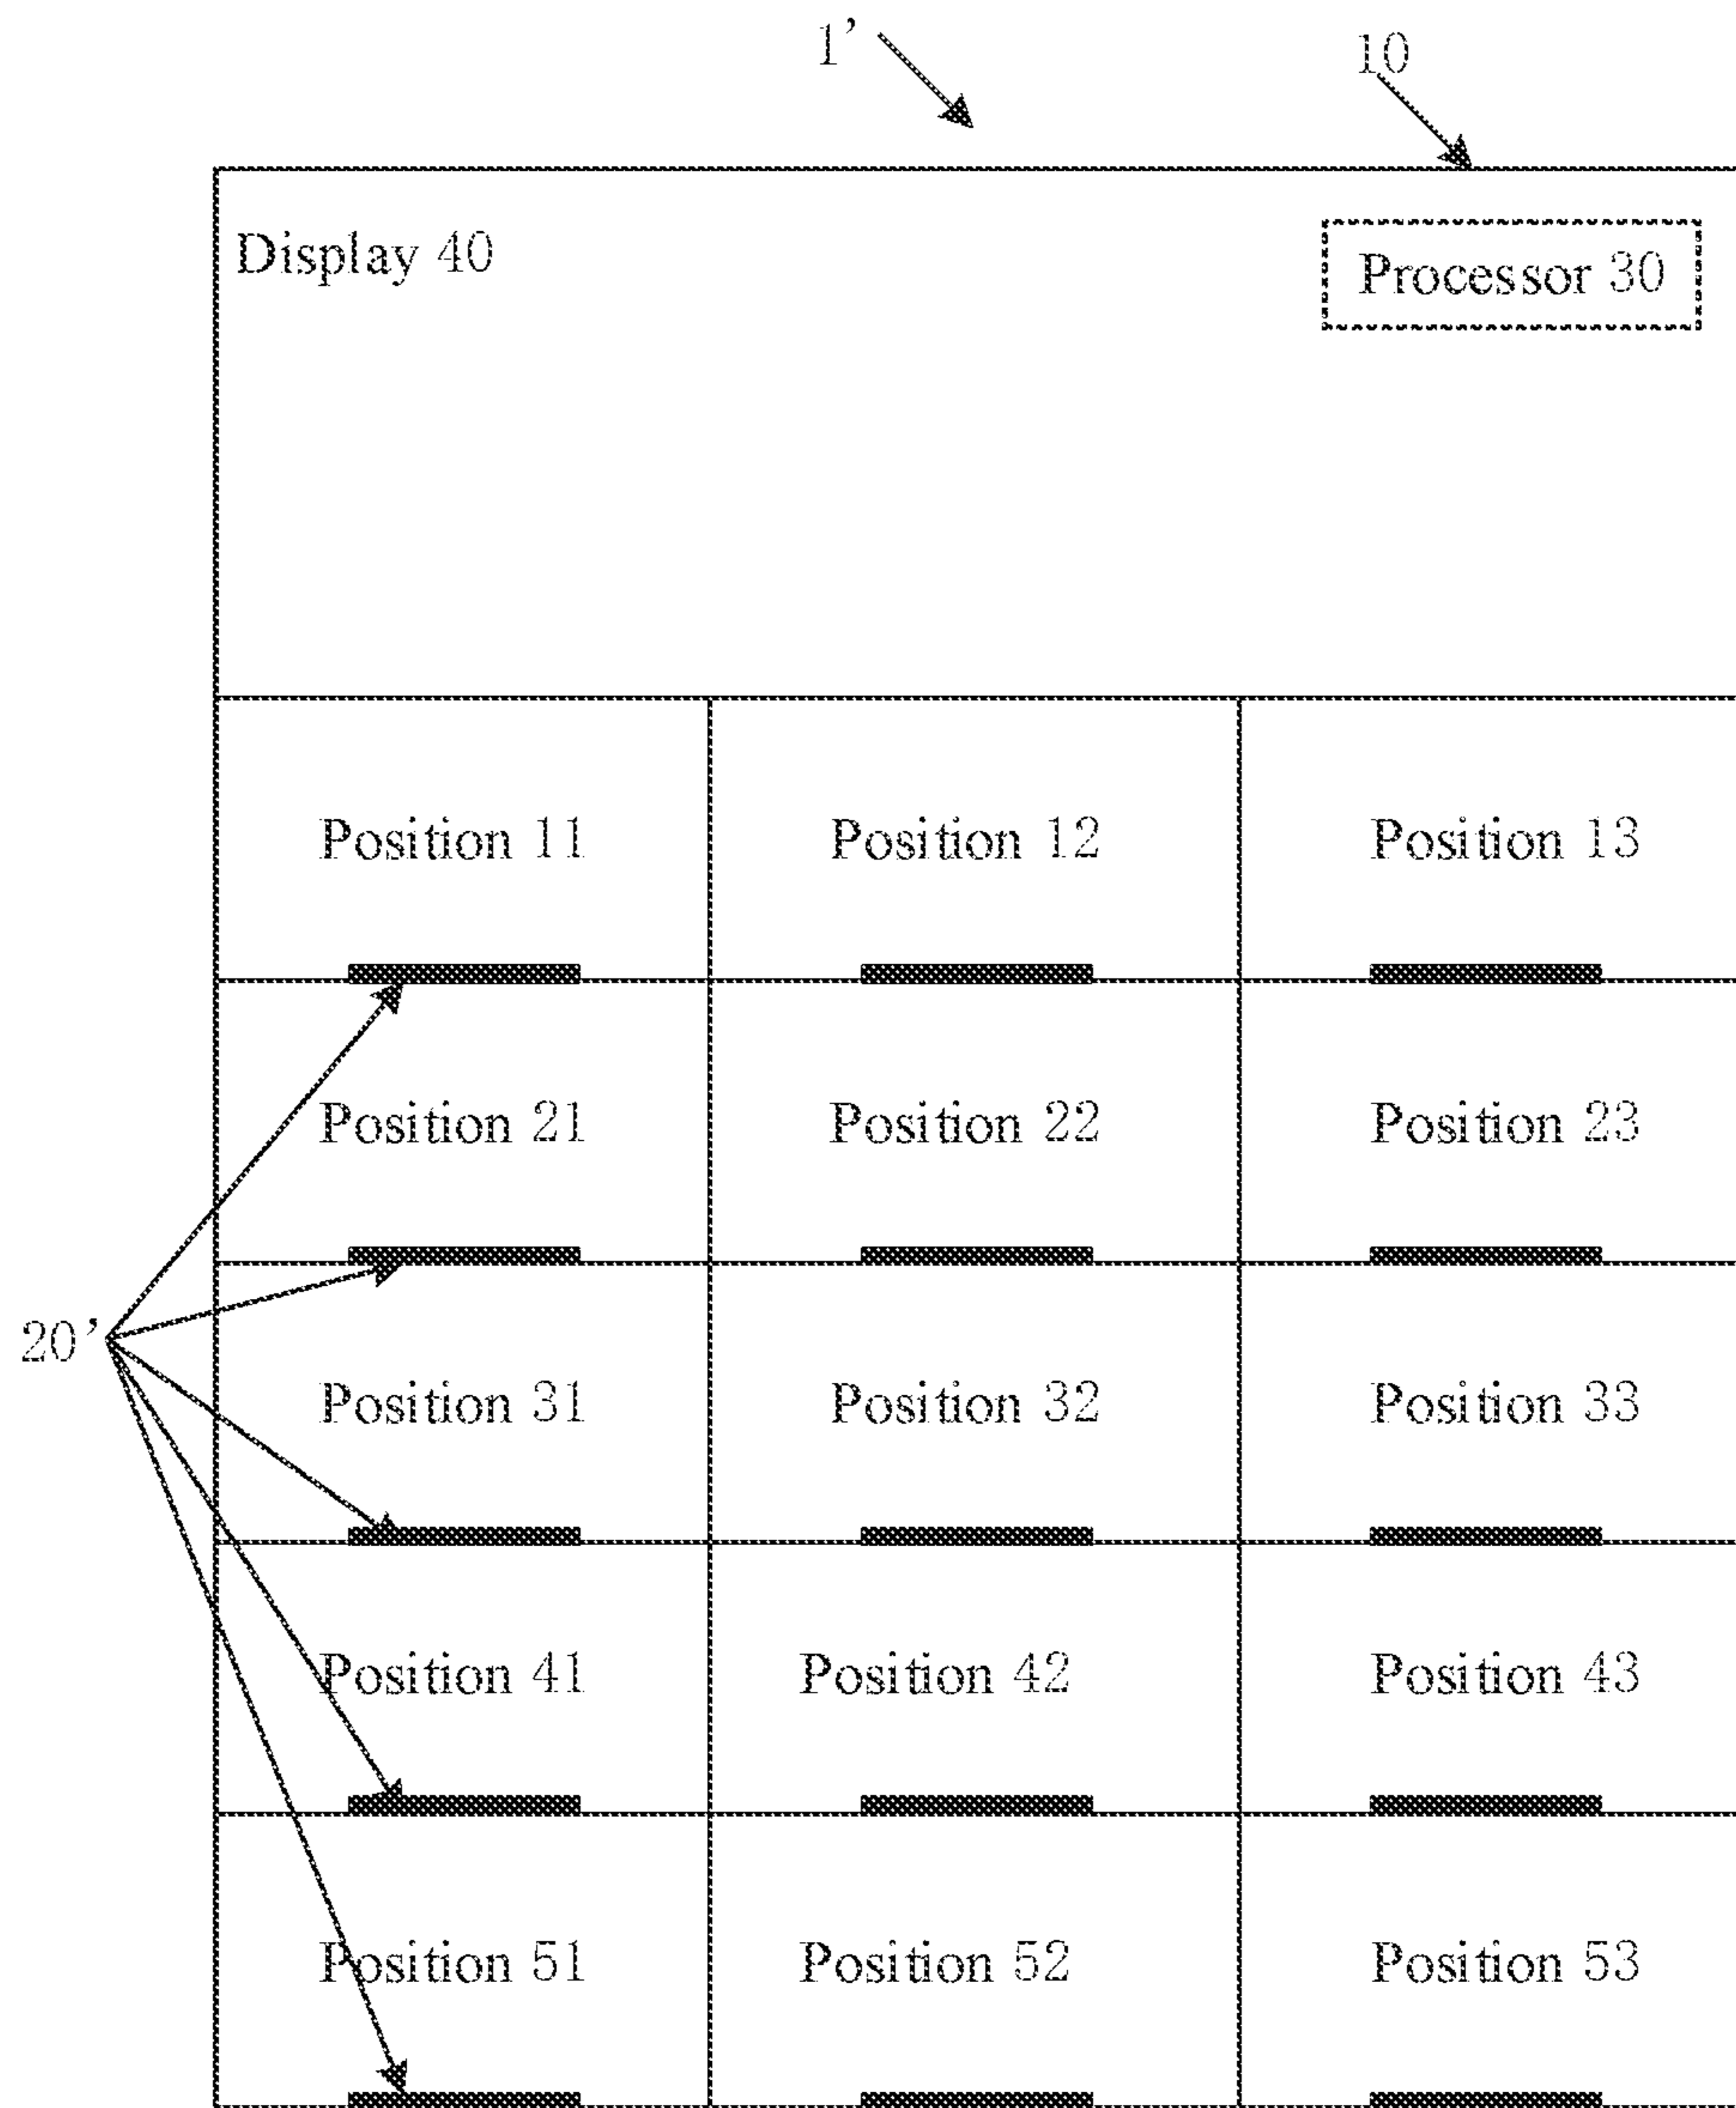 1’
10
Display 40
Processor 30
Position 11
Position 12
Position 13
Position 21
Position 22
Position 23
20’
Position 31
Position 32
Position 33
Position 41
Position 42
Position 43
Position 51
Position 52
Position 53